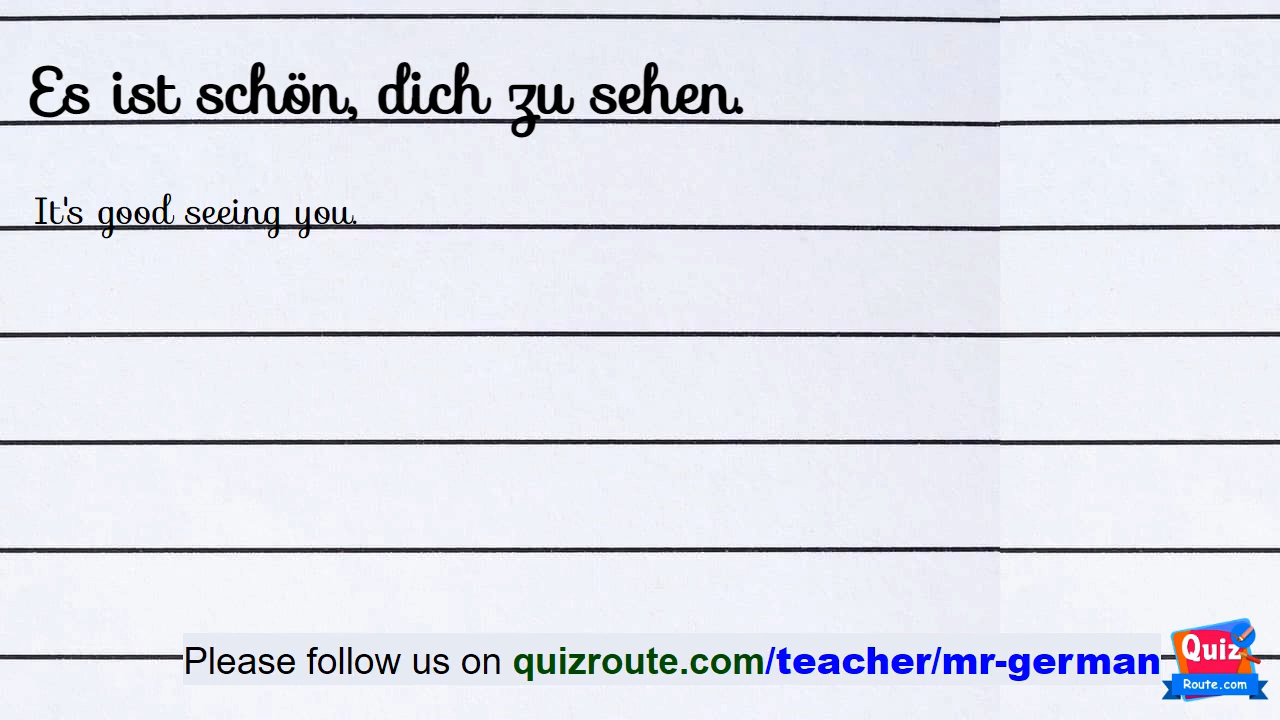 Es ist schön, dich zu sehen.
It's good seeing you.
Please follow us on quizroute.com/teacher/mr-german
Quiz
Route.com